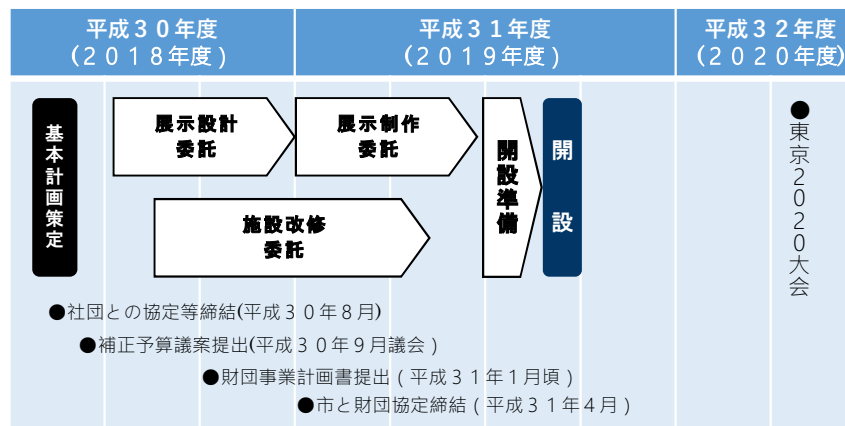 平成３０年度
（２０１８年度）
平成３１年度
（２０１９年度）
平成３２年度
（２０２０年度）
基本計画策定
展示設計
委託
展示制作
委託
施設改修
委託
開設準備
開設
●東京２０２０大会
●社団との協定等締結(平成３０年８月)
●補正予算議案提出(平成３０年９月議会）
●財団事業計画書提出（平成３１年１月頃）
●市と財団協定締結（平成３１年４月）